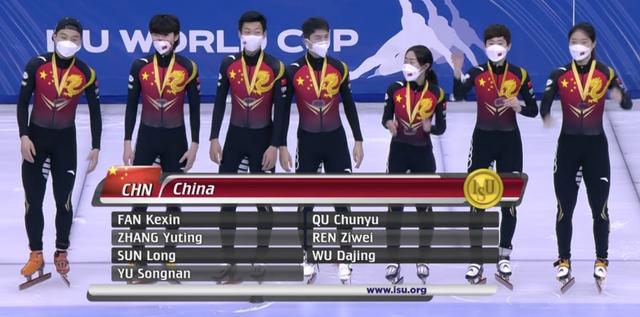 ISU WORLD CUP
CHN China
ISU
FAN Kexin
QU Chunyu
ZHANG Yuting
REN Ziwei
SUN Long
WU Dajing
YU Songnan
www.isu.org